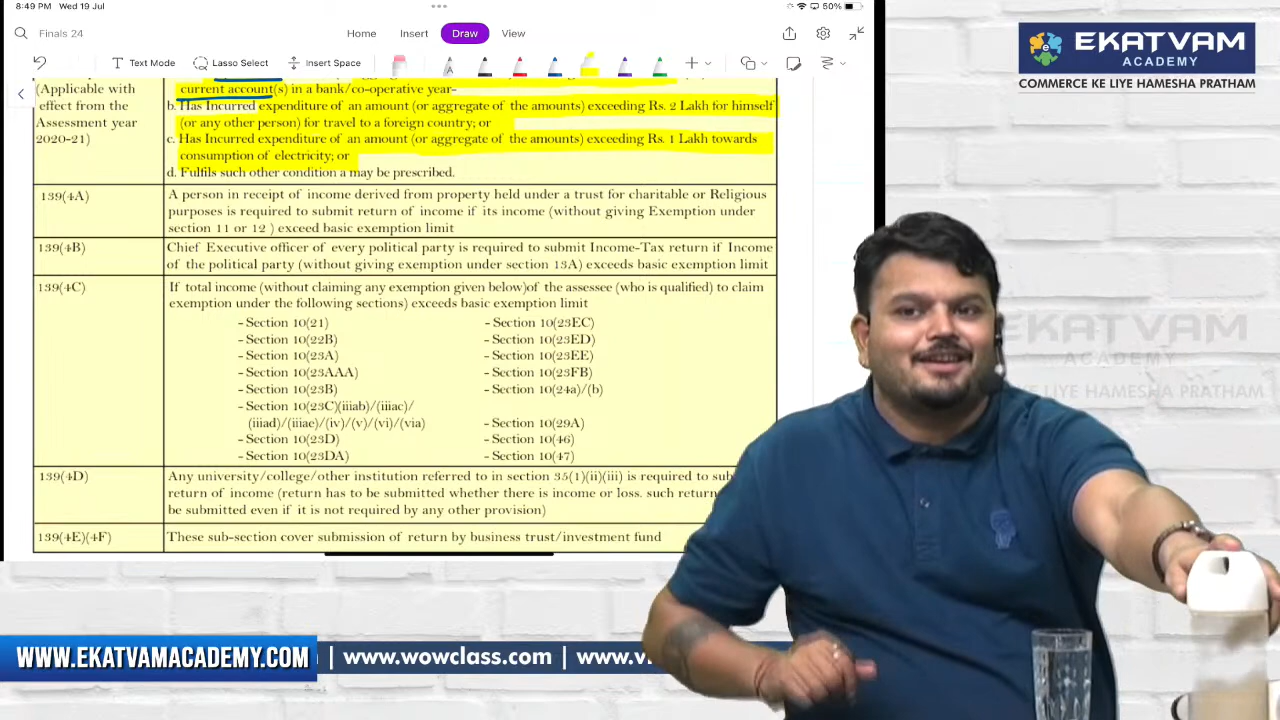 8:49 PM Wed 19 Jul
50%
Finals 24
Home Insert Draw View
Text Mode Lasso Select Insert Space
(Applicable with
effect from the
Assessment year
2020-21)
current account(s) in a bank/co-operative year-
b. Has Incurred expenditure of an amount (or aggregate of the amounts) exceeding Rs. 2 Lakh for himself
(or any other person) for travel to a foreign country; or
c. Has Incurred expenditure of an amount (or aggregate of the amounts) exceeding Rs. 1 Lakh towards
consumption of electricity; or
d. Fulfils such other condition a may be prescribed.
139(4A)
A person in receipt of income derived from property held under a trust for charitable or Religious
purposes is required to submit return of income if its income (without giving Exemption under
section 11 or 12 ) exceed basic exemption limit
139(4B)
Chief Executive officer of every political party is required to submit Income-Tax return if Income
of the political party (without giving exemption under section 13A) exceeds basic exemption limit
139(4C)
If total income (without claiming any exemption given below)of the assessee (who is qualified) to claim
exemption under the following sections) exceeds basic exemption limit
- Section 10(21)
- Section 10(22B)
- Section 10(23A)
- Section 10(23AAA)
- Section 10(23B)
- Section 10(23C)(iiiab)/(iiiac)/
(iiiad)/(iiiae)/(iv)/(v)/(vi)/(via)
- Section 10(23D)
- Section 10(23DA)
- Section 10(23EC)
- Section 10(23ED)
- Section 10(23EE)
- Section 10(23FB)
- Section 10(24a)/(b)
- Section 10(29A)
- Section 10(46)
- Section 10(47)
139(4D)
Any university/college/other institution referred to in section 35(1)(ii)(iii) is required to
return of income (return has to be submitted whether there is income or loss. such return
be submitted even if it is not required by any other provision)
139(4E)(4F)
These sub-section cover submission of return by business trust/investment fund
EKATVAM
ACADEMY
COMMERCE KE LIYE HAMESHA PRATHAM
EKATVAM
ACADEMY
KE LIYE HAMESHA PRATHAM
WWW.EKATVAMACADEMY.COM
| www.wowclass.com |